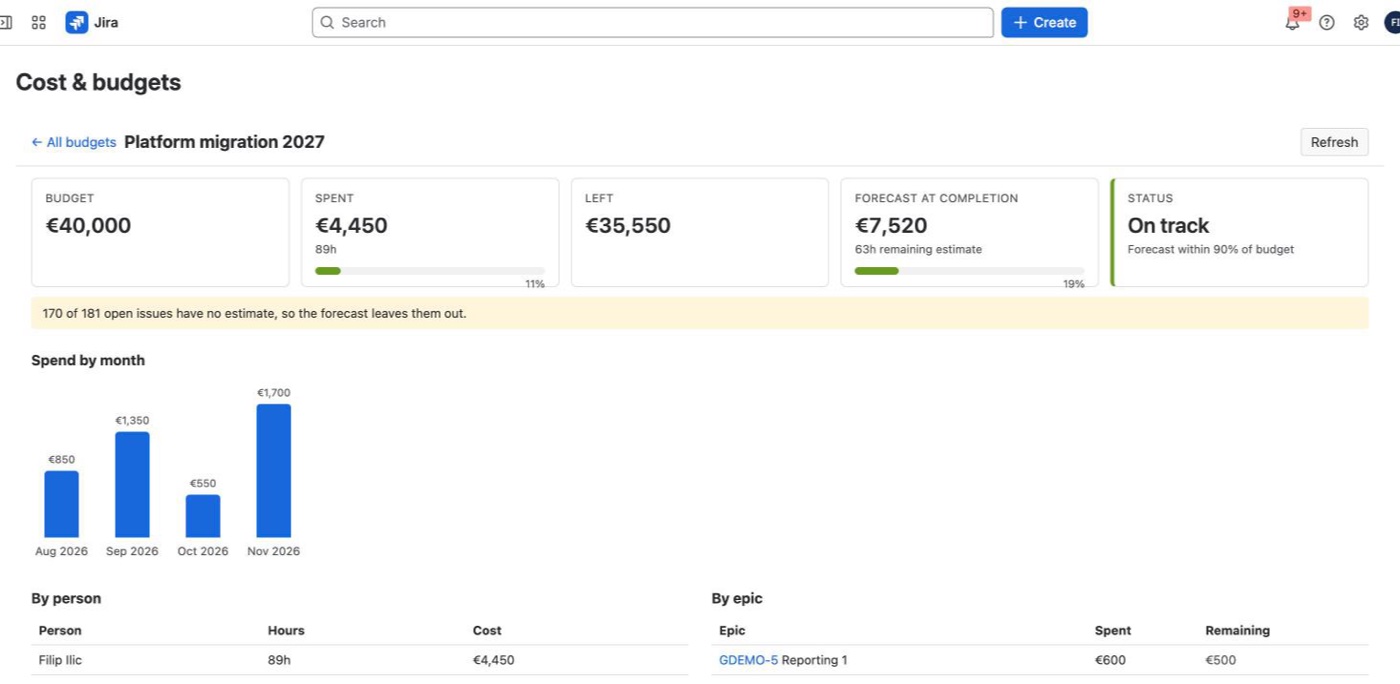 Jira
Search
+ Create
9+
FI
Cost & budgets
← All budgets Platform migration 2027
Refresh
BUDGET
€40,000
SPENT
€4,450
89h
11%
LEFT
€35,550
FORECAST AT COMPLETION
€7,520
63h remaining estimate
19%
STATUS
On track
Forecast within 90% of budget
170 of 181 open issues have no estimate, so the forecast leaves them out.
Spend by month
€850
€1,350
€550
€1,700
Aug 2026 Sep 2026 Oct 2026 Nov 2026
By person
Person Hours Cost
Filip Ilic 89h €4,450
By epic
Epic Spent Remaining
GDEMO-5 Reporting 1 €600 €500